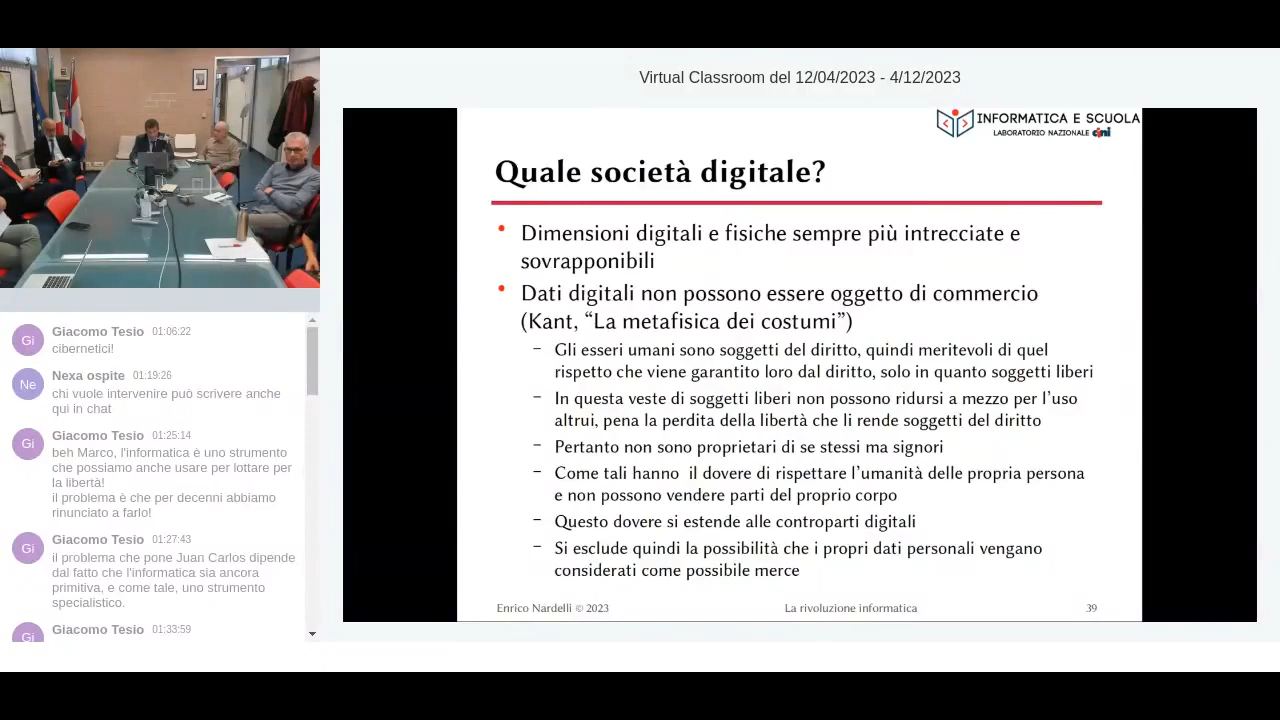 Virtual Classroom del 12/04/2023 - 4/12/2023
INFORMATICA E SCUOLA
LABORATORIO NAZIONALE cini
Quale società digitale?
• Dimensioni digitali e fisiche sempre più intrecciate e
sovrapponibili
• Dati digitali non possono essere oggetto di commercio
(Kant, “La metafisica dei costumi”)
– Gli esseri umani sono soggetti del diritto, quindi meritevoli di quel
rispetto che viene garantito loro dal diritto, solo in quanto soggetti liberi
– In questa veste di soggetti liberi non possono ridursi a mezzo per l’uso
altrui, pena la perdita della libertà che li rende soggetti del diritto
– Pertanto non sono proprietari di se stessi ma signori
– Come tali hanno il dovere di rispettare l’umanità delle propria persona
e non possono vendere parti del proprio corpo
– Questo dovere si estende alle controparti digitali
– Si esclude quindi la possibilità che i propri dati personali vengano
considerati come possibile merce
Enrico Nardelli © 2023 La rivoluzione informatica 39
Gi Giacomo Tesio 01:06:22
cibernetici!
Ne Nexa ospite 01:19:26
chi vuole intervenire può scrivere anche
qui in chat
Gi Giacomo Tesio 01:25:14
beh Marco, l'informatica è uno strumento
che possiamo anche usare per lottare per
la libertà!
il problema è che per decenni abbiamo
rinunciato a farlo!
Gi Giacomo Tesio 01:27:43
il problema che pone Juan Carlos dipende
dal fatto che l'informatica sia ancora
primitiva, e come tale, uno strumento
specialistico.
Gi Giacomo Tesio 01:33:59